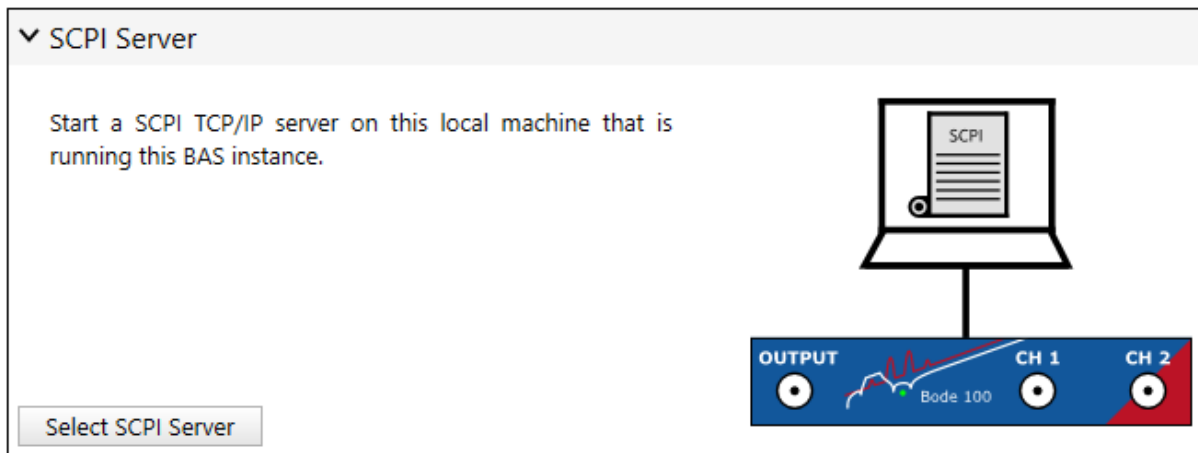 SCPI Server
Start a SCPI TCP/IP server on this local machine that is
running this BAS instance.
SCPI
OUTPUT
CH 1
CH 2
Bode 100
Select SCPI Server